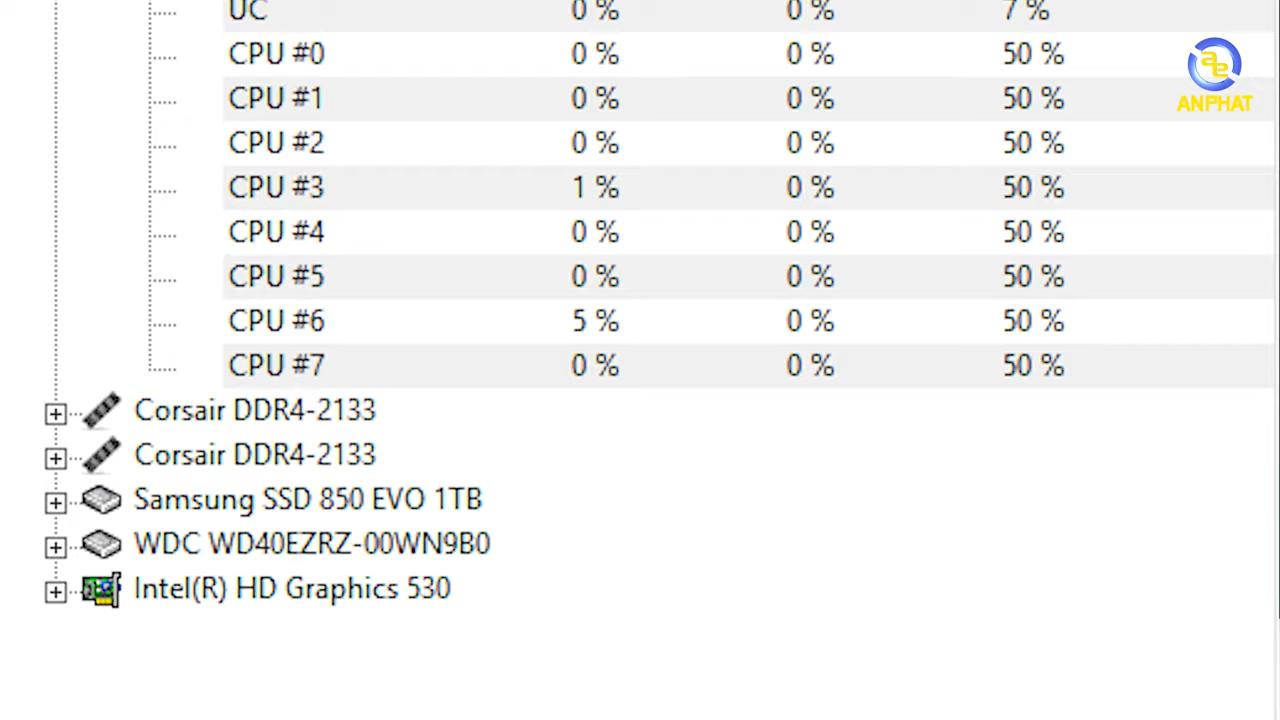 UC 0 % 0 % 7 %
CPU #0 0 % 0 % 50 %
CPU #1 0 % 0 % 50 %
CPU #2 0 % 0 % 50 %
CPU #3 1 % 0 % 50 %
CPU #4 0 % 0 % 50 %
CPU #5 0 % 0 % 50 %
CPU #6 5 % 0 % 50 %
CPU #7 0 % 0 % 50 %
Corsair DDR4-2133
Corsair DDR4-2133
Samsung SSD 850 EVO 1TB
WDC WD40EZRZ-00WN9B0
Intel(R) HD Graphics 530
ae
ANPHAT